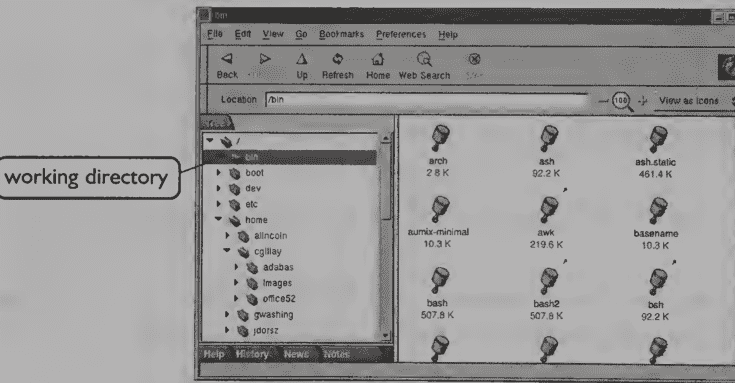 bin
File Edit View Go Bookmarks Preferences Help
Back Up Refresh Home Web Search
Location /bin 100 View as Icons
/
bin
boot
dev
etc
home
alincoln
cgillay
adabas
Images
office52
gwashing
jdorsz
Help History News Notes
arch ash ash.static
2.8 K 92.2 K 461.4 K
aumix-minimal awk basename
10.3 K 219.6 K 10.3 K
bash bash2 bsh
507.8 K 507.8 K 92.2 K
working directory